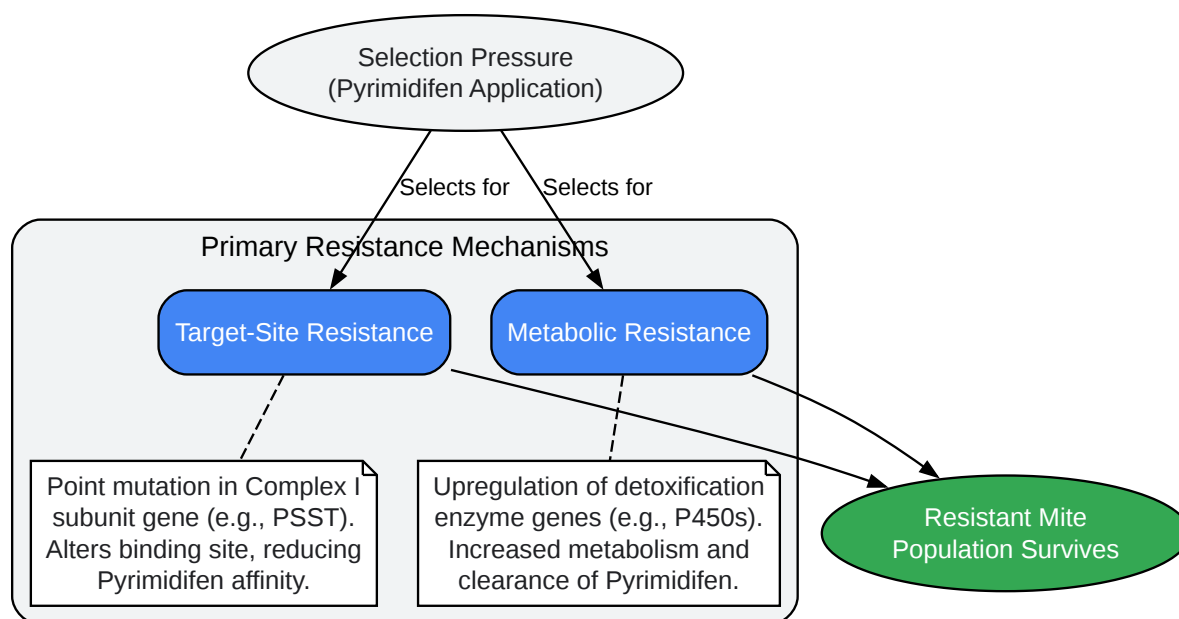 Selection Pressure
(Pyrimidifen Application)
Selects for
Selects for
Primary Resistance Mechanisms
Target-Site Resistance
Metabolic Resistance
Point mutation in Complex I
subunit gene (e.g., PSST).
Alters binding site, reducing
Pyrimidifen affinity.
Upregulation of detoxification
enzyme genes (e.g., P450s).
Increased metabolism and
clearance of Pyrimidifen.
Resistant Mite
Population Survives